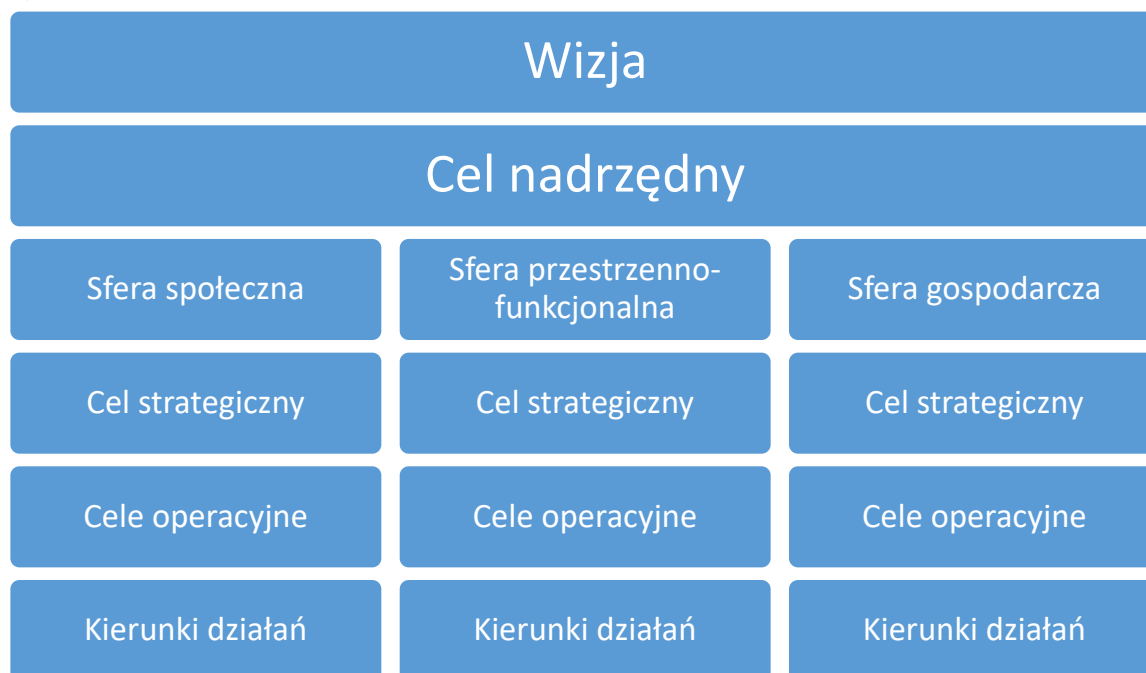 Wizja
Cel nadrzędny
Sfera społeczna
Sfera przestrzenno-
funkcjonalna
Sfera gospodarcza
Cel strategiczny
Cel strategiczny
Cel strategiczny
Cele operacyjne
Cele operacyjne
Cele operacyjne
Kierunki działań
Kierunki działań
Kierunki działań